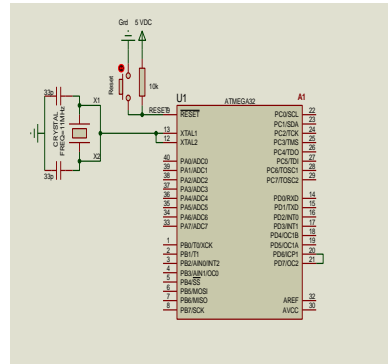 Grd 5 VDC
33p
X1
CRYSTAL
FREQ=11MHz
X2
33p
Reset
10k
RESET
9
U1
ATMEGA32
A1
RESET
13 XTAL1
12 XTAL2
40 PA0/ADC0
39 PA1/ADC1
38 PA2/ADC2
37 PA3/ADC3
36 PA4/ADC4
35 PA5/ADC5
34 PA6/ADC6
33 PA7/ADC7
1 PB0/T0/XCK
2 PB1/T1
3 PB2/AIN0/INT2
4 PB3/AIN1/OC0
5 PB4/SS
6 PB5/MOSI
7 PB6/MISO
8 PB7/SCK
PC0/SCL 22
PC1/SDA 23
PC2/TCK 24
PC3/TMS 25
PC4/TDO 26
PC5/TDI 27
PC6/TOSC1 28
PC7/TOSC2 29
PD0/RXD 14
PD1/TXD 15
PD2/INT0 16
PD3/INT1 17
PD4/OC1B 18
PD5/OC1A 19
PD6/ICP1 20
PD7/OC2 21
AREF 32
AVCC 30